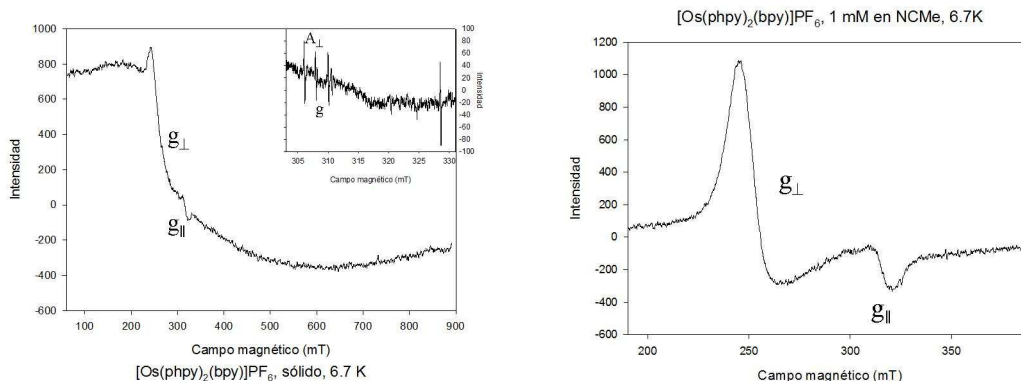 1000
800
600
400
200
0
-200
-400
-600
Intensidad
g⊥
g∥
100 200 300 400 500 600 700 800 900
Campo magnético (mT)
[Os(phpy)₂(bpy)]PF₆, sólido, 6.7 K
A⊥
g
100
80
60
40
20
0
-20
-40
-60
-80
-100
Intensidad
305 310 315 320 325 330
Campo magnético (mT)
[Os(phpy)₂(bpy)]PF₆, 1 mM en NCMe, 6.7K
1200
1000
800
600
400
200
0
-200
-400
-600
Intensidad
g⊥
g∥
200 250 300 350
Campo magnético (mT)